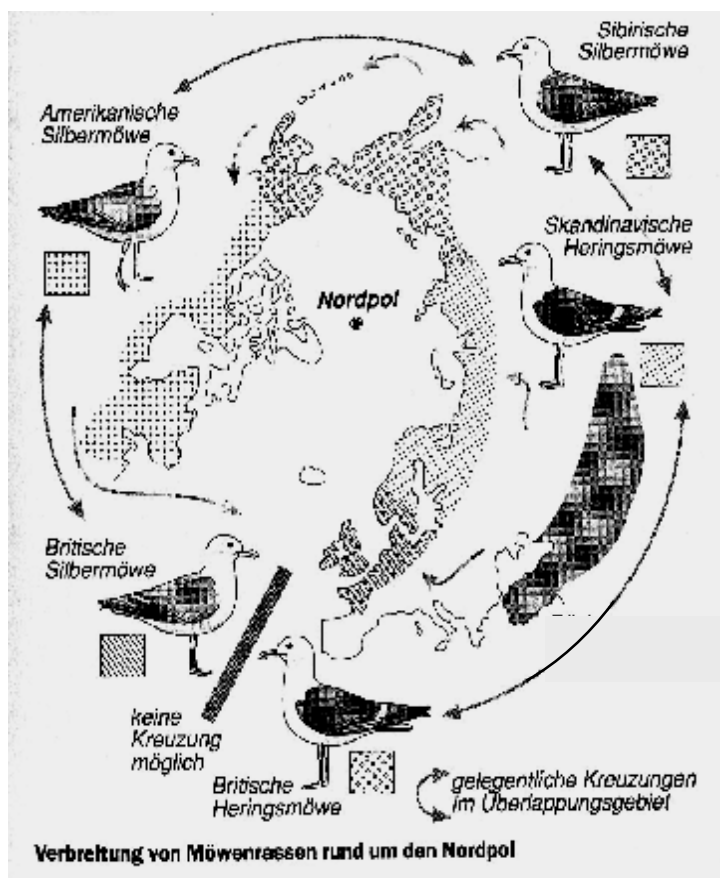 Sibirische
Silbermöwe
Amerikanische
Silbermöwe
Skandinavische
Heringsmöwe
Nordpol
Britische
Silbermöwe
keine
Kreuzung
möglich
Britische
Heringsmöwe
gelegentliche Kreuzungen
im Überlappungsgebiet
Verbreitung von Möwenrassen rund um den Nordpol